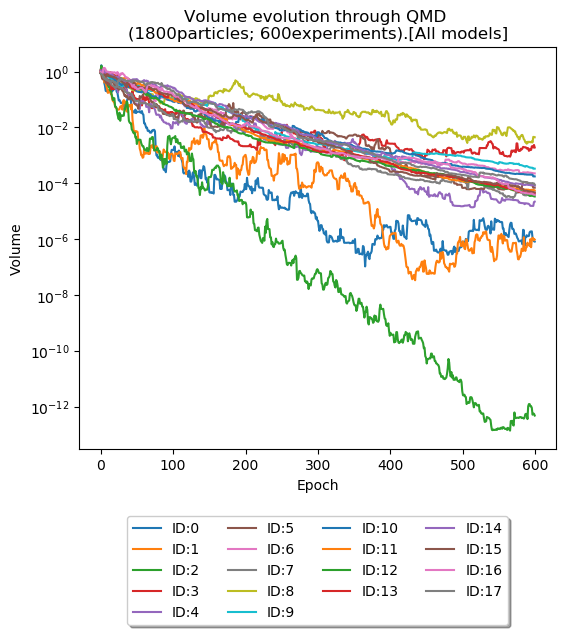 Volume evolution through QMD
(1800particles; 600experiments).[All models]
10⁰
10⁻²
10⁻⁴
10⁻⁶
10⁻⁸
10⁻¹⁰
10⁻¹²
Volume
0 100 200 300 400 500 600
Epoch
ID:0 ID:5 ID:10 ID:14
ID:1 ID:6 ID:11 ID:15
ID:2 ID:7 ID:12 ID:16
ID:3 ID:8 ID:13 ID:17
ID:4 ID:9